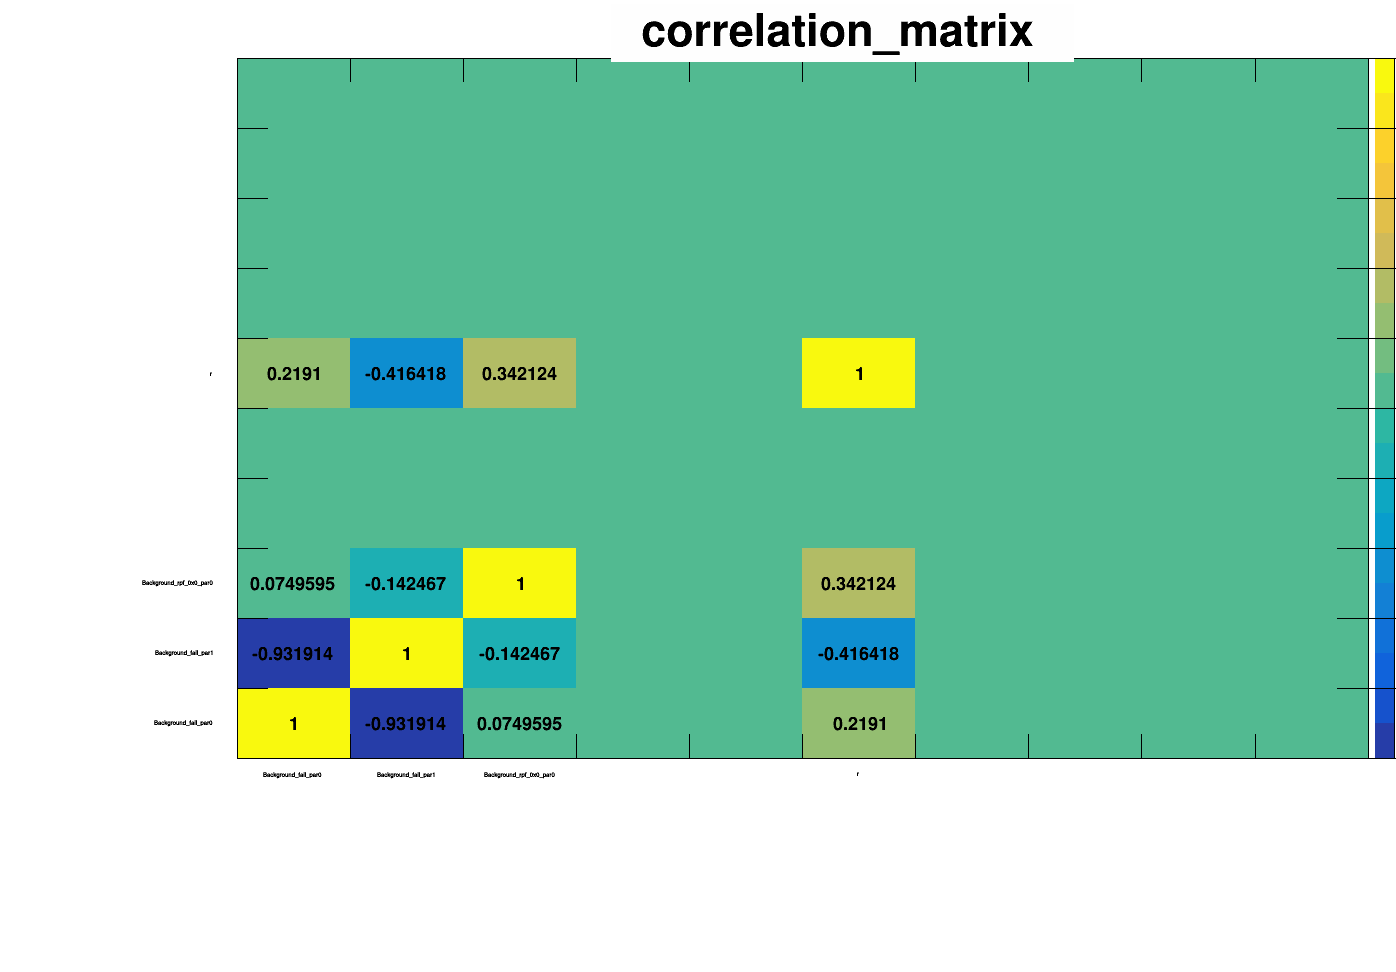 correlation_matrix
r 0.2191 -0.416418 0.342124 1
Background_rpf_0x0_par0 0.0749595 -0.142467 1 0.342124
Background_fail_par1 -0.931914 1 -0.142467 -0.416418
Background_fail_par0 1 -0.931914 0.0749595 0.2191
Background_fail_par0 Background_fail_par1 Background_rpf_0x0_par0 r